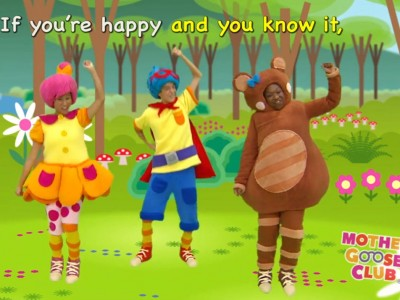 If you're happy and you know it,
MOTHER
GOOSE
CLUB